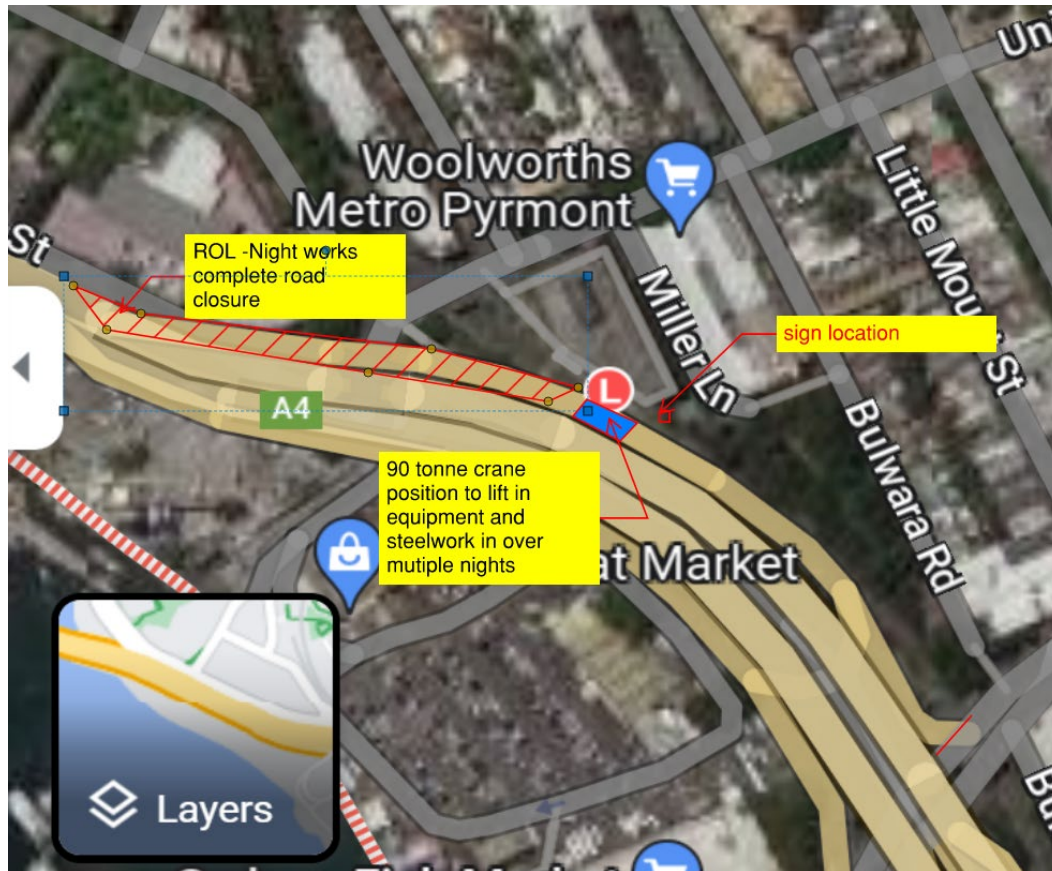 Uni
Woolworths
Metro Pyrmont
Little Mount St
St
ROL -Night works
complete road
closure
Miller Ln
sign location
L
A4
Bulwara Rd
90 tonne crane
position to lift in
equipment and
steelwork in over
mutiple nights
at Market
Layers
Bu